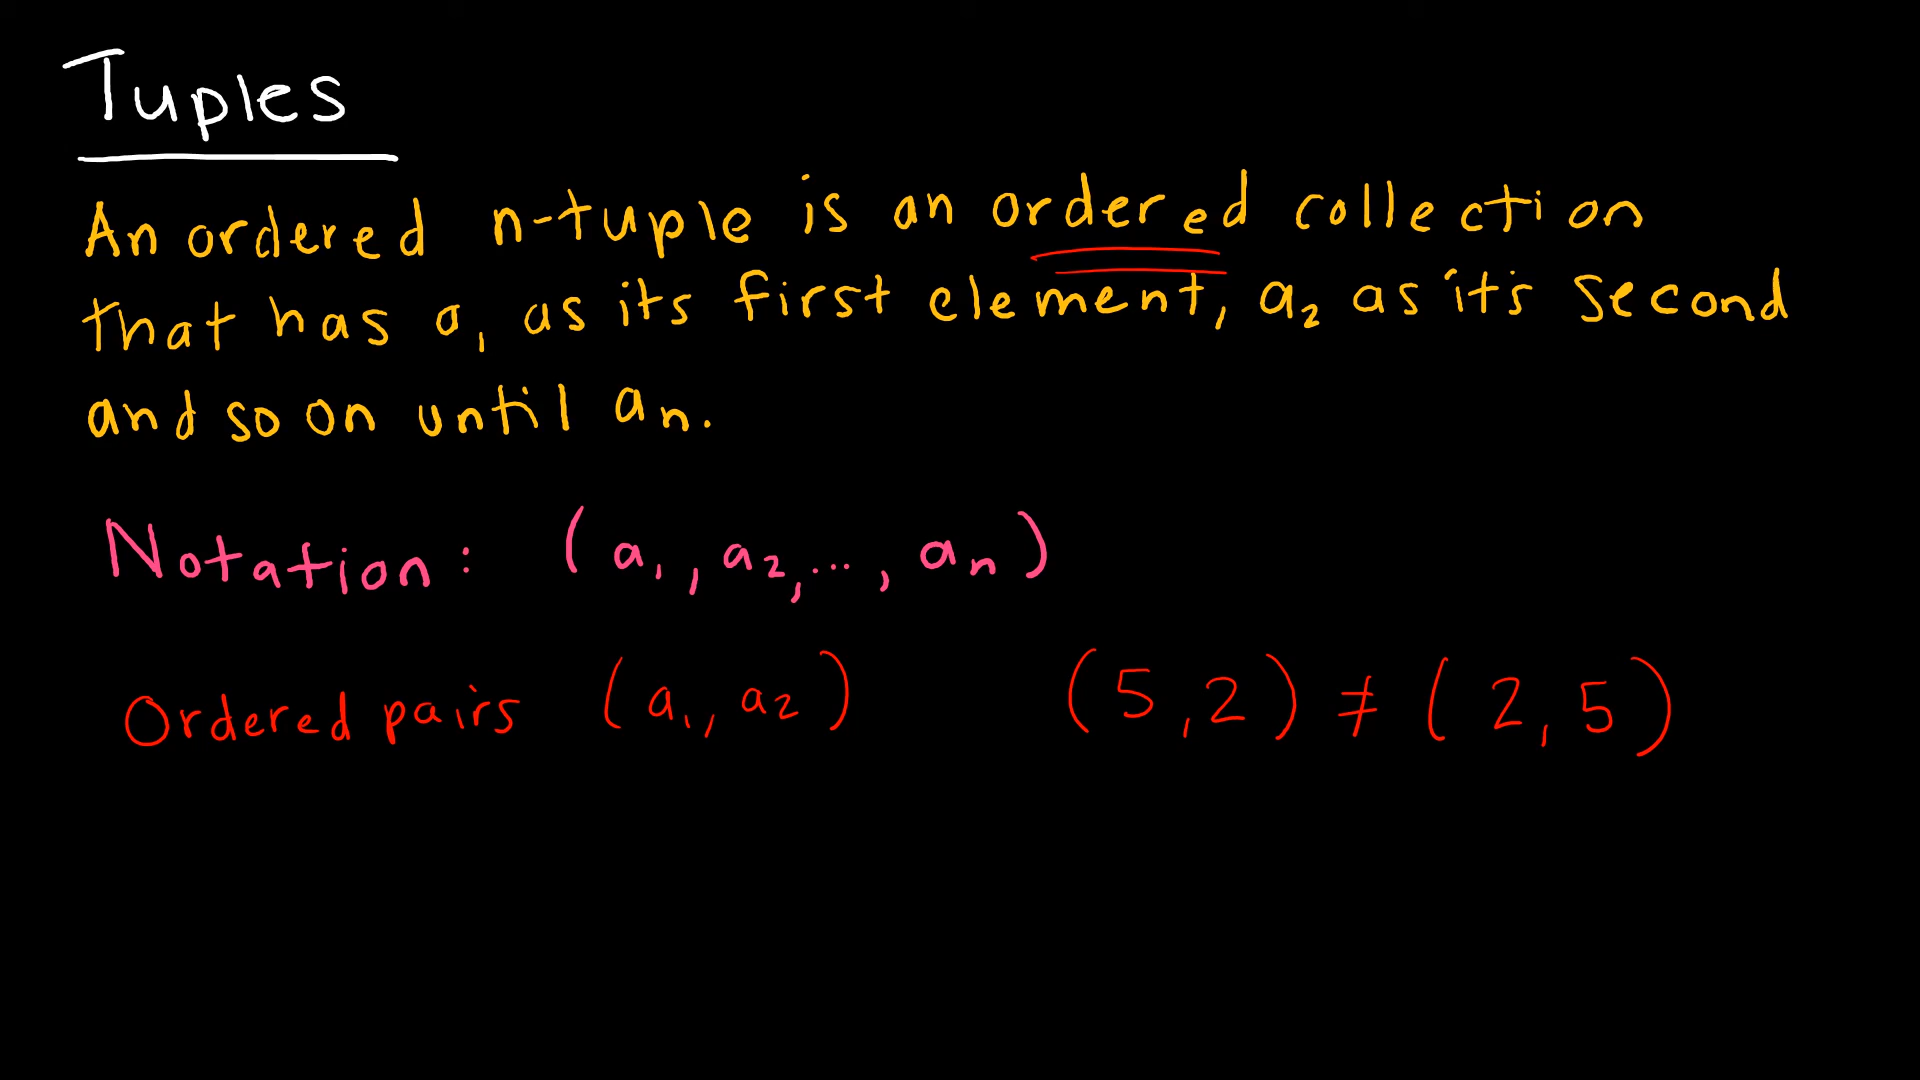 Tuples
An ordered n-tuple is an ordered collection
that has a₁ as its first element, a₂ as it's second
and so on until aₙ.
Notation: (a₁, a₂, ..., aₙ)
Ordered pairs (a₁, a₂) (5,2) ≠ (2,5)